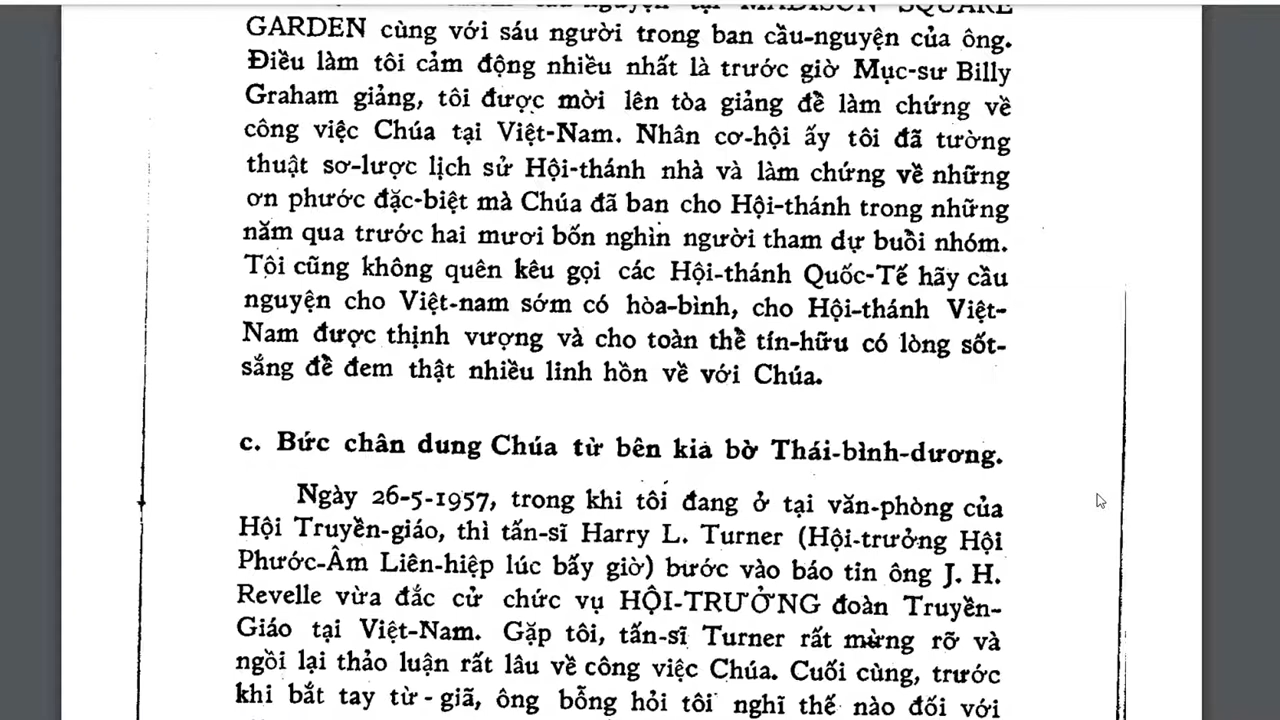 nguyện tại MADISON SQUARE
GARDEN cùng với sáu người trong ban cầu-nguyện của ông.
Điều làm tôi cảm động nhiều nhất là trước giờ Mục-sư Billy
Graham giảng, tôi được mời lên tòa giảng để làm chứng về
công việc Chúa tại Việt-Nam. Nhân cơ-hội ấy tôi đã tường
thuật sơ-lược lịch sử Hội-thánh nhà và làm chứng về những
ơn phước đặc-biệt mà Chúa đã ban cho Hội-thánh trong những
năm qua trước hai mươi bốn nghìn người tham dự buổi nhóm.
Tôi cũng không quên kêu gọi các Hội-thánh Quốc-Tế hãy cầu
nguyện cho Việt-nam sớm có hòa-bình, cho Hội-thánh Việt-
Nam được thịnh vượng và cho toàn thể tín-hữu có lòng sốt-
sắng để đem thật nhiều linh hồn về với Chúa.
c. Bức chân dung Chúa từ bên kia bờ Thái-bình-dương.
Ngày 26-5-1957, trong khi tôi đang ở tại văn-phòng của
Hội Truyền-giáo, thì tấn-sĩ Harry L. Turner (Hội-trưởng Hội
Phước-Âm Liên-hiệp lúc bấy giờ) bước vào báo tin ông J. H.
Revelle vừa đắc cử chức vụ HỘI-TRƯỞNG đoàn Truyền-
Giáo tại Việt-Nam. Gặp tôi, tấn-sĩ Turner rất mừng rỡ và
ngồi lại thảo luận rất lâu về công việc Chúa. Cuối cùng, trước
khi bắt tay từ-giã, ông bỗng hỏi tôi nghĩ thế nào đối với